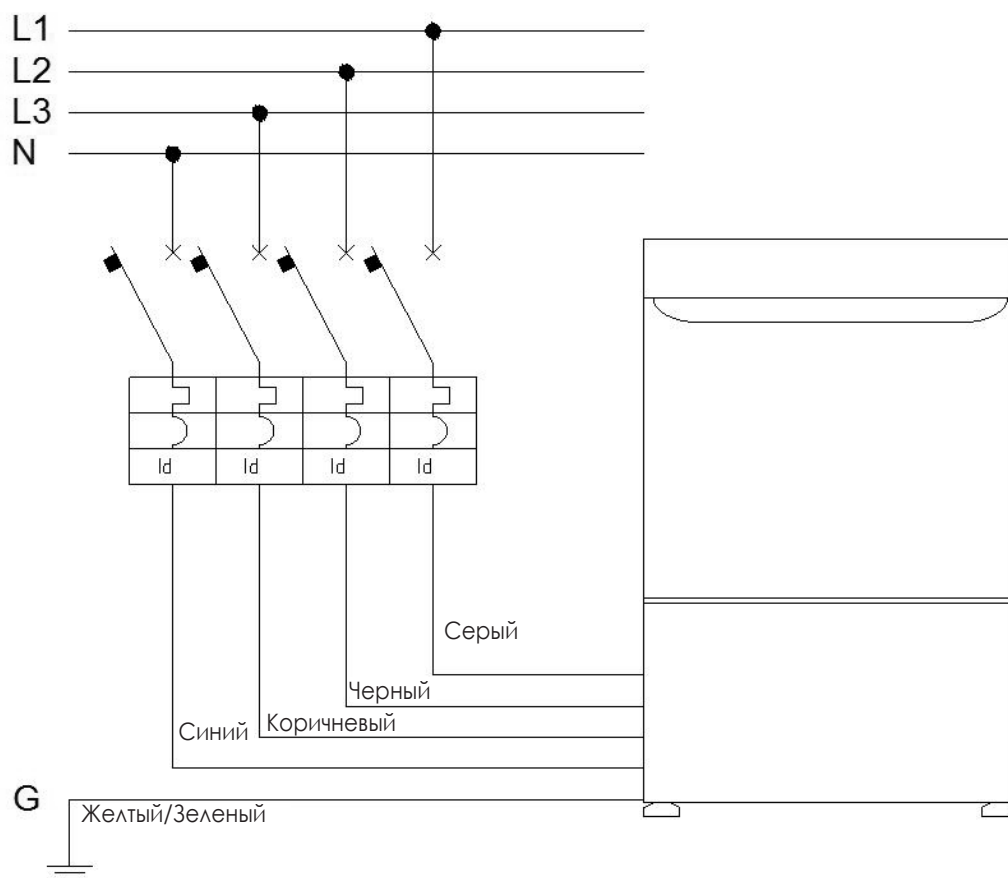 L1
L2
L3
N
Id Id Id Id
Серый
Черный
Коричневый
Синий
G
Желтый/Зеленый